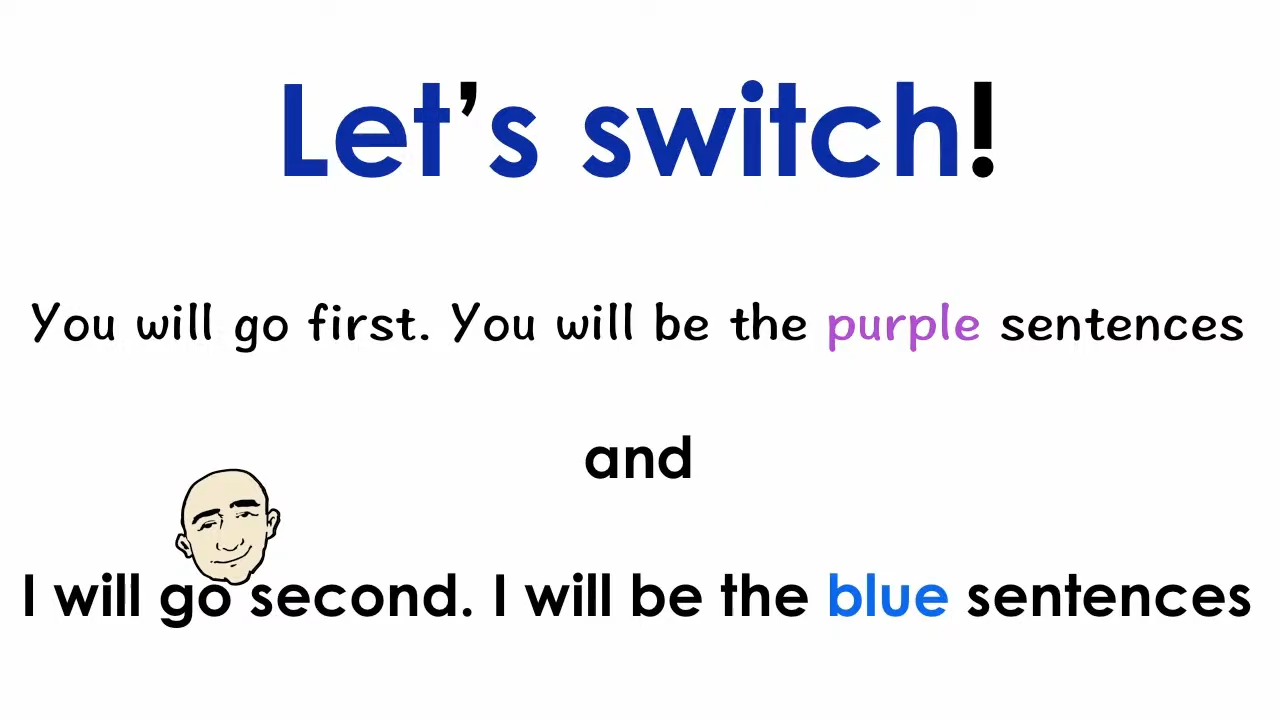 Let’s switch!
You will go first. You will be the purple sentences
and
I will go second. I will be the blue sentences